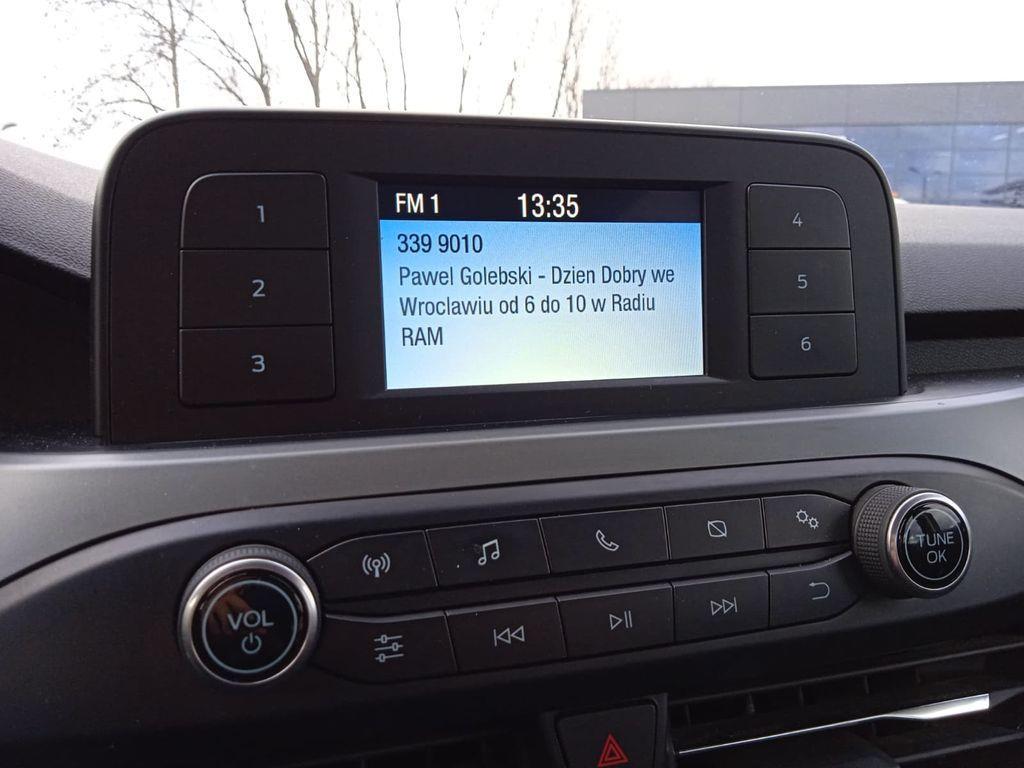 FM 1 13:35
339 9010
Pawel Golebski - Dzien Dobry we
Wroclawiu od 6 do 10 w Radiu
RAM
1
2
3
4
5
6
VOL
TUNE
OK